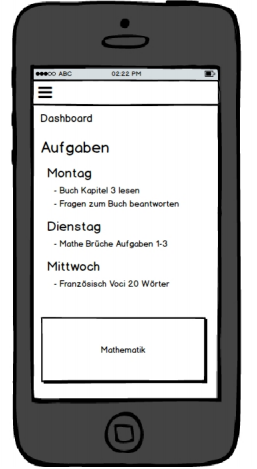 ABC 02:22 PM
Dashboard
Aufgaben
Montag
- Buch Kapitel 3 lesen
- Fragen zum Buch beantworten
Dienstag
- Mathe Brüche Aufgaben 1-3
Mittwoch
- Französisch Voci 20 Wörter
Mathematik